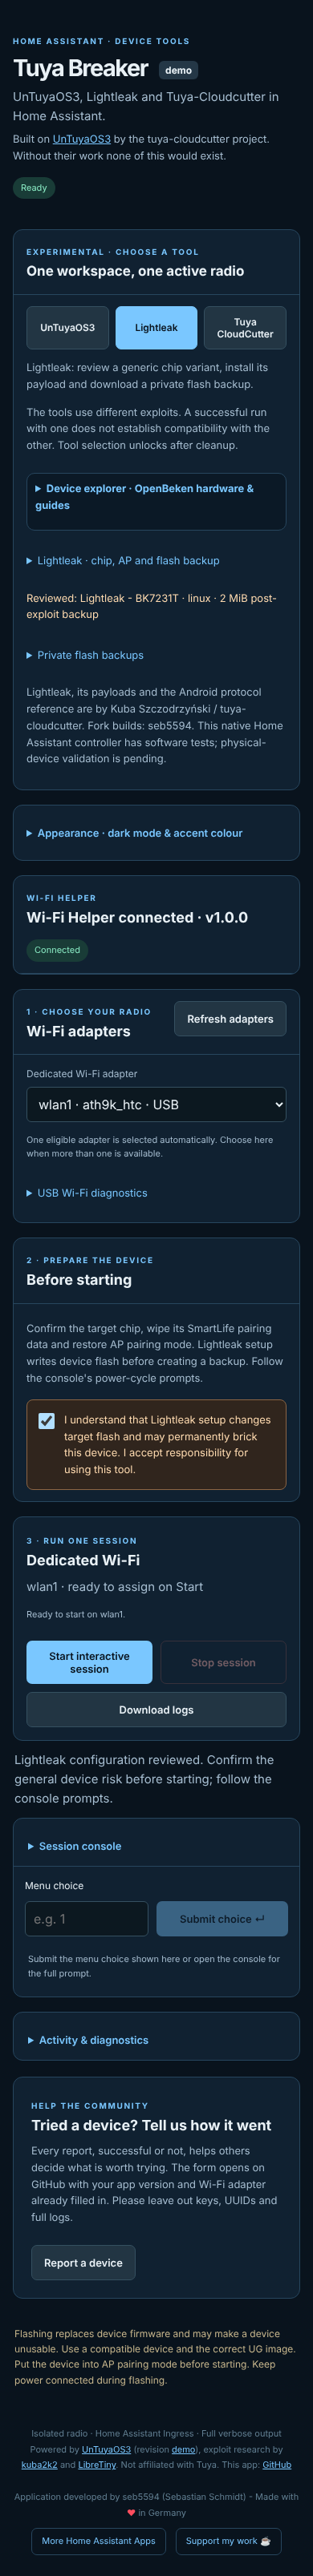 HOME ASSISTANT · DEVICE TOOLS
Tuya Breaker demo
UnTuyaOS3, Lightleak and Tuya-Cloudcutter in
Home Assistant.
Built on UnTuyaOS3 by the tuya-cloudcutter project.
Without their work none of this would exist.
Ready
EXPERIMENTAL · CHOOSE A TOOL
One workspace, one active radio
UnTuyaOS3
Lightleak
Tuya
CloudCutter
Lightleak: review a generic chip variant, install its
payload and download a private flash backup.
The tools use different exploits. A successful run
with one does not establish compatibility with the
other. Tool selection unlocks after cleanup.
▶ Device explorer · OpenBeken hardware &
guides
▶ Lightleak · chip, AP and flash backup
Reviewed: Lightleak - BK7231T · linux · 2 MiB post-
exploit backup
▶ Private flash backups
Lightleak, its payloads and the Android protocol
reference are by Kuba Szczodrzyński / tuya-
cloudcutter. Fork builds: seb5594. This native Home
Assistant controller has software tests; physical-
device validation is pending.
▶ Appearance · dark mode & accent colour
WI-FI HELPER
Wi-Fi Helper connected · v1.0.0
Connected
1 · CHOOSE YOUR RADIO
Wi-Fi adapters
Refresh adapters
Dedicated Wi-Fi adapter
wlan1 · ath9k_htc · USB
One eligible adapter is selected automatically. Choose here
when more than one is available.
▶ USB Wi-Fi diagnostics
2 · PREPARE THE DEVICE
Before starting
Confirm the target chip, wipe its SmartLife pairing
data and restore AP pairing mode. Lightleak setup
writes device flash before creating a backup. Follow
the console's power-cycle prompts.
I understand that Lightleak setup changes
target flash and may permanently brick
this device. I accept responsibility for
using this tool.
3 · RUN ONE SESSION
Dedicated Wi-Fi
wlan1 · ready to assign on Start
Ready to start on wlan1.
Start interactive
session
Stop session
Download logs
Lightleak configuration reviewed. Confirm the
general device risk before starting; follow the
console prompts.
▶ Session console
Menu choice
e.g. 1
Submit choice ↵
Submit the menu choice shown here or open the console for
the full prompt.
▶ Activity & diagnostics
HELP THE COMMUNITY
Tried a device? Tell us how it went
Every report, successful or not, helps others
decide what is worth trying. The form opens on
GitHub with your app version and Wi-Fi adapter
already filled in. Please leave out keys, UUIDs and
full logs.
Report a device
Flashing replaces device firmware and may make a device
unusable. Use a compatible device and the correct UG image.
Put the device into AP pairing mode before starting. Keep
power connected during flashing.
Isolated radio · Home Assistant Ingress · Full verbose output
Powered by UnTuyaOS3 (revision demo), exploit research by
kuba2k2 and LibreTiny. Not affiliated with Tuya. This app: GitHub
Application developed by seb5594 (Sebastian Schmidt) - Made with
❤ in Germany
More Home Assistant Apps
Support my work ☕